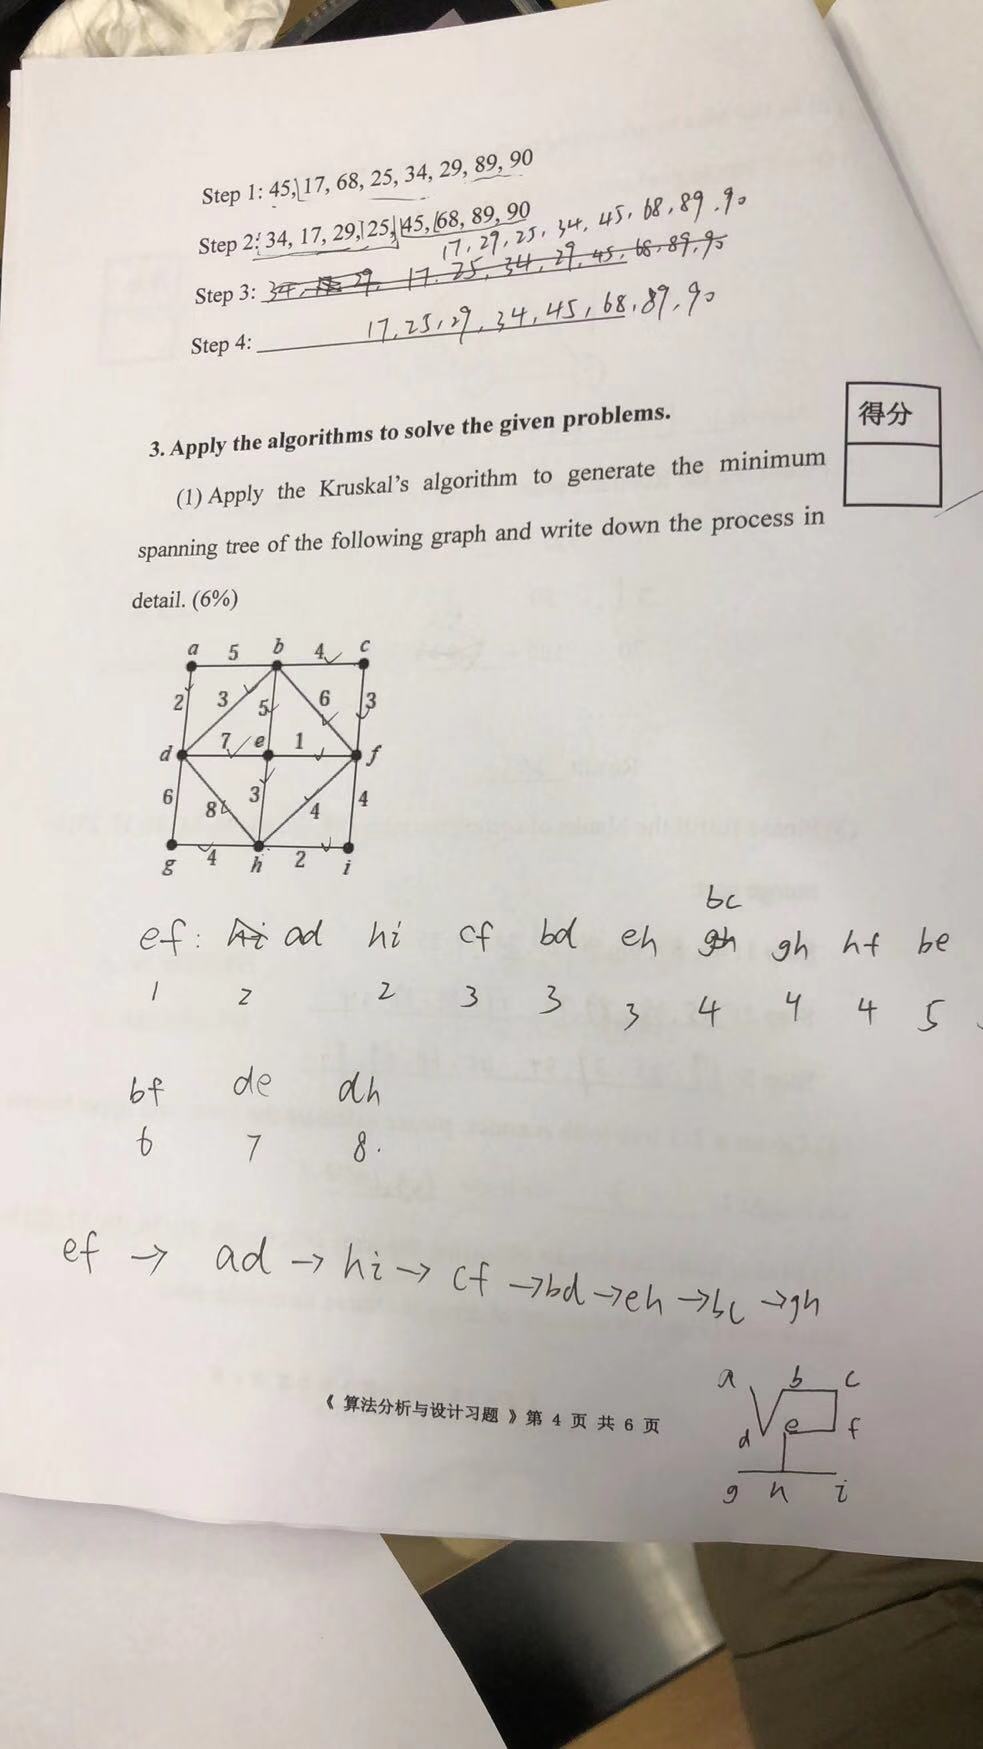 Step 1: 45, 17, 68, 25, 34, 29, 89, 90
Step 2: 34, 17, 29, 25, 45, 68, 89, 90
17, 29, 25, 34, 45, 68, 89, 90
Step 3: 34, 29, 17, 25, 34, 29, 45, 68, 89, 90
Step 4: 17, 25, 29, 34, 45, 68, 89, 90
得分
3. Apply the algorithms to solve the given problems.
(1) Apply the Kruskal's algorithm to generate the minimum
spanning tree of the following graph and write down the process in
detail. (6%)
a 5 b 4 c
2 3 5 6 3
d 7 e 1 f
6 8 3 4 4
g 4 h 2 i
bc
ef: hi ad hi cf bd eh gh gh hf be
1 2 2 3 3 3 4 4 4 5
bf de dh
6 7 8.
ef → ad → hi → cf → bd → eh → bc → gh
a b c
d e f
g h i
《 算法分析与设计习题 》第 4 页 共 6 页